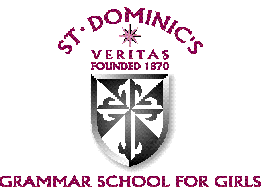 ST. DOMINIC'S
VERITAS
FOUNDED 1870
GRAMMAR SCHOOL FOR GIRLS